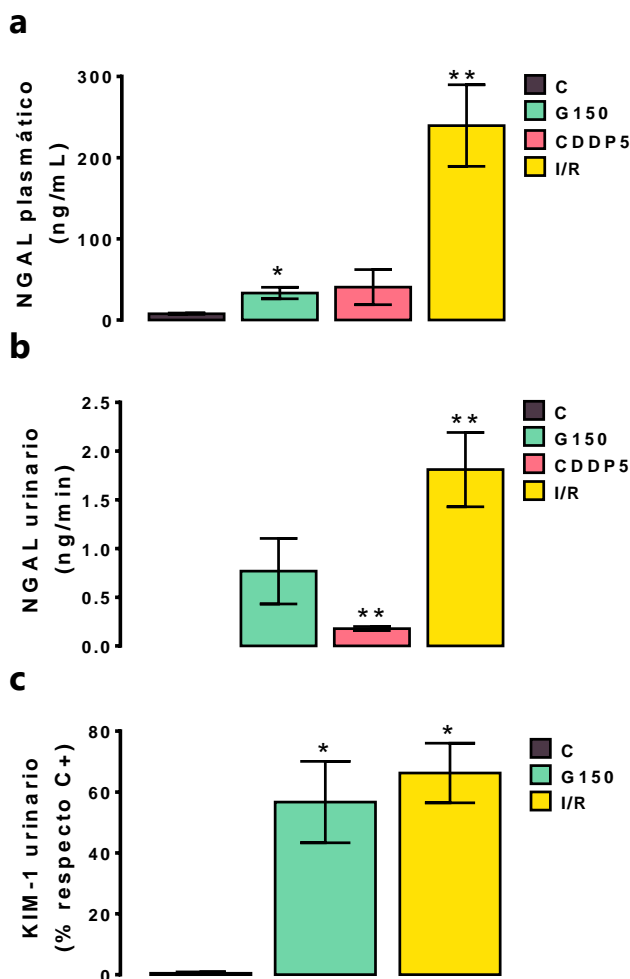 a
NGAL plasmático
(ng/mL)
300
200
100
0
*
**
C
G150
CDDP5
I/R
b
NGAL urinario
(ng/min)
2.5
2.0
1.5
1.0
0.5
0.0
**
**
C
G150
CDDP5
I/R
c
KIM-1 urinario
(% respecto C+)
80
60
40
20
0
*
*
C
G150
I/R